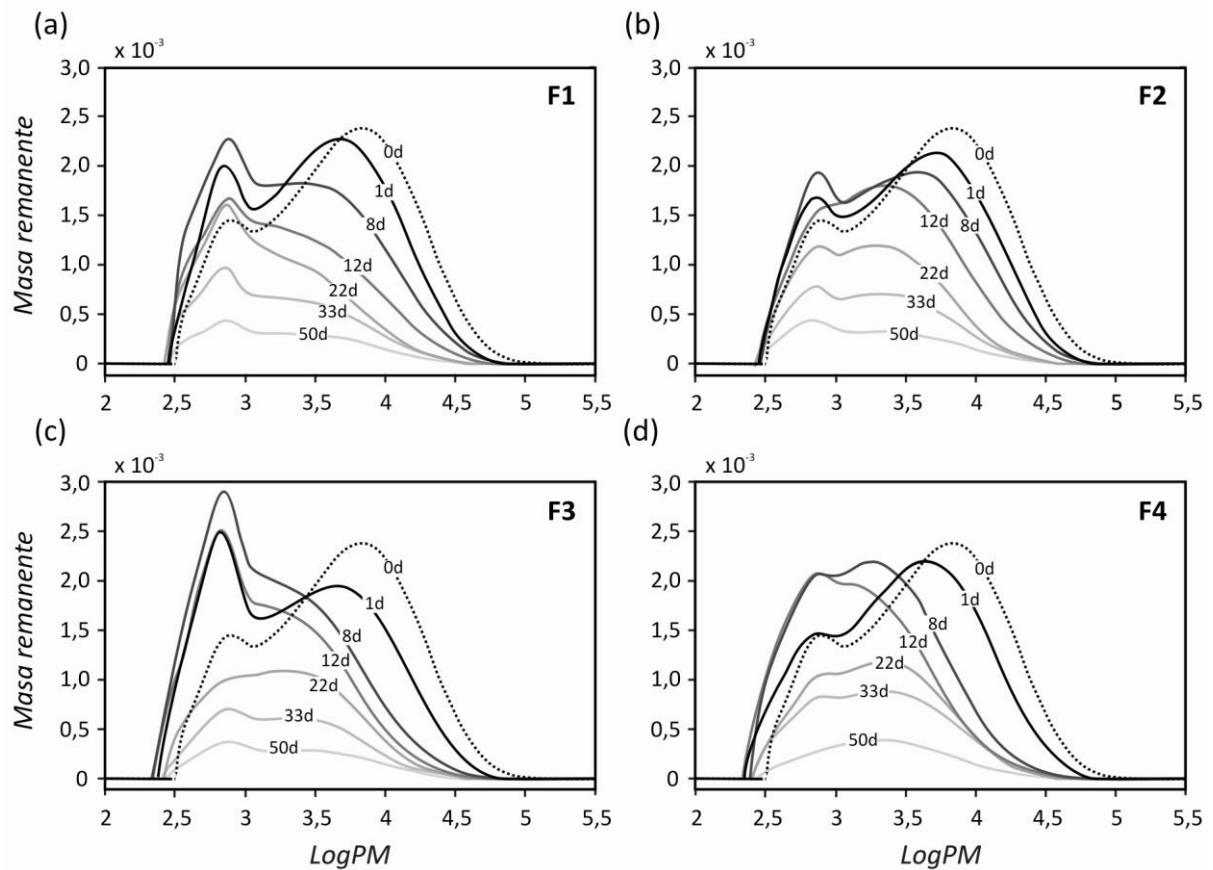 (a)
x 10⁻³
3,0
2,5
2,0
1,5
1,0
0,5
0
Masa remanente
F1
0d
1d
8d
12d
22d
33d
50d
2 2,5 3 3,5 4 4,5 5 5,5
(b)
x 10⁻³
3,0
2,5
2,0
1,5
1,0
0,5
0
F2
0d
1d
8d
12d
22d
33d
50d
2 2,5 3 3,5 4 4,5 5 5,5
(c)
x 10⁻³
3,0
2,5
2,0
1,5
1,0
0,5
0
Masa remanente
F3
0d
1d
8d
12d
22d
33d
50d
2 2,5 3 3,5 4 4,5 5 5,5
LogPM
(d)
x 10⁻³
3,0
2,5
2,0
1,5
1,0
0,5
0
F4
0d
1d
8d
12d
22d
33d
50d
2 2,5 3 3,5 4 4,5 5 5,5
LogPM